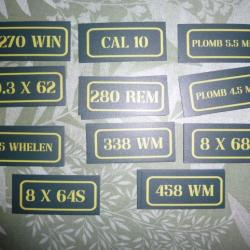 270 WIN
CAL 10
PLOMB 5.5 M
.3 X 62
280 REM
PLOMB 4.5 M
WHELEN
338 WM
8 X 68
8 X 64S
458 WM